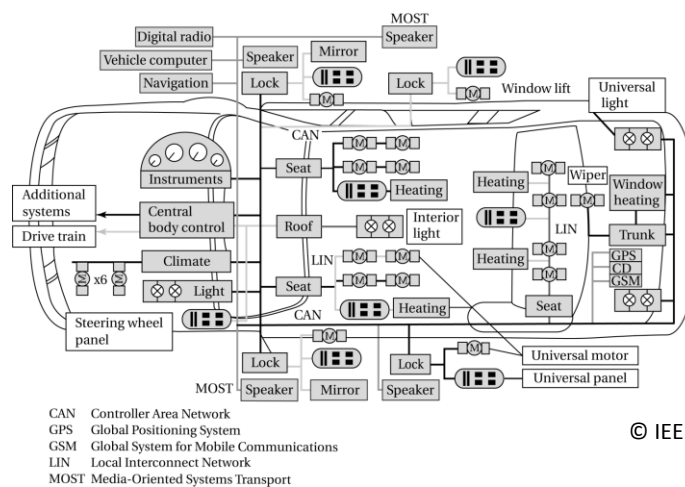 MOST
Digital radio
Speaker
Vehicle computer
Speaker
Mirror
Navigation
Lock
Lock
M
M
Window lift
Universal
light
CAN
Instruments
Seat
M
M
M
M
Heating
Heating
M
Wiper
M
Window
heating
Additional
systems
Central
body control
Roof
Interior
light
LIN
Trunk
Drive train
M
GPS
CD
GSM
Climate
LIN
M
M
Heating
M
x6
M
M
Light
Seat
M
M
Heating
Seat
Steering wheel
panel
CAN
M
Lock
Lock
M
Universal motor
MOST
Speaker
Mirror
Speaker
Universal panel
CAN Controller Area Network
GPS Global Positioning System
GSM Global System for Mobile Communications
LIN Local Interconnect Network
MOST Media-Oriented Systems Transport
© IEE